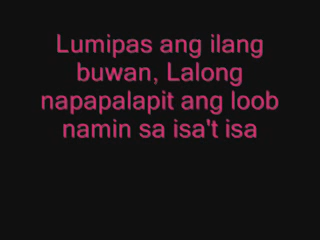 Lumipas ang ilang
buwan, Lalong
napapalapit ang loob
namin sa isa't isa